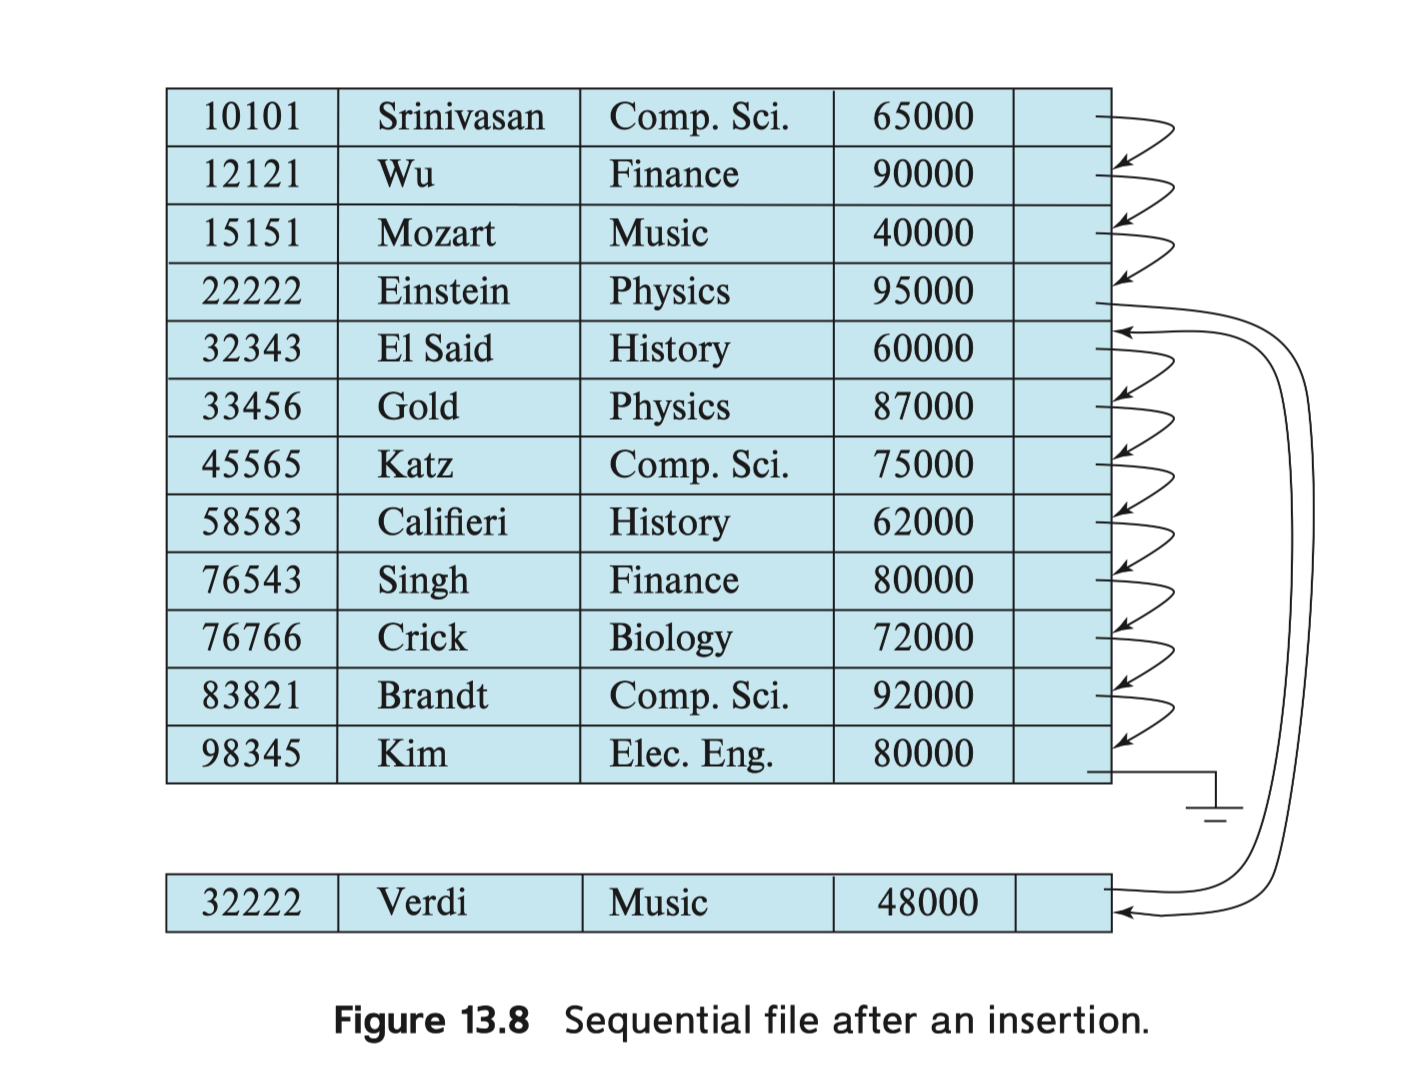 10101 Srinivasan Comp. Sci. 65000
12121 Wu Finance 90000
15151 Mozart Music 40000
22222 Einstein Physics 95000
32343 El Said History 60000
33456 Gold Physics 87000
45565 Katz Comp. Sci. 75000
58583 Califieri History 62000
76543 Singh Finance 80000
76766 Crick Biology 72000
83821 Brandt Comp. Sci. 92000
98345 Kim Elec. Eng. 80000
32222 Verdi Music 48000
Figure 13.8 Sequential file after an insertion.